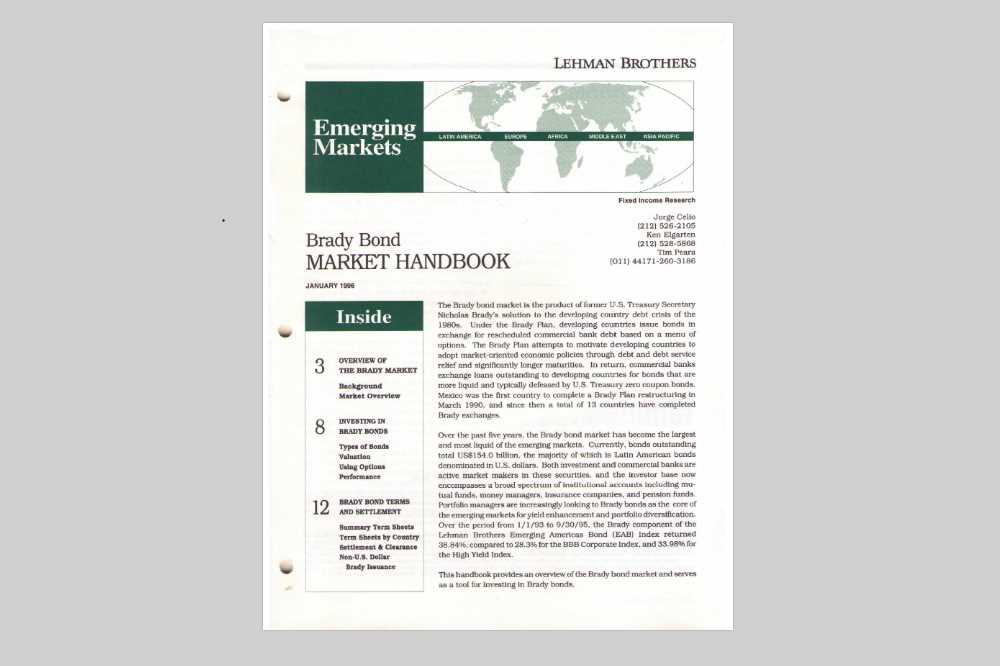 LEHMAN BROTHERS
Emerging
Markets
LATIN AMERICA EUROPE AFRICA MIDDLE EAST ASIA PACIFIC
Fixed Income Research
Jorge Celio
(212) 526-2105
Ken Elgarten
(212) 528-5868
Tim Peara
(011) 44171-260-3186
Brady Bond
MARKET HANDBOOK
JANUARY 1996
Inside
3 OVERVIEW OF
THE BRADY MARKET
Background
Market Overview
8 INVESTING IN
BRADY BONDS
Types of Bonds
Valuation
Using Options
Performance
12 BRADY BOND TERMS
AND SETTLEMENT
Summary Term Sheets
Term Sheets by Country
Settlement & Clearance
Non-U.S. Dollar
Brady Issuance
The Brady bond market is the product of former U.S. Treasury Secretary
Nicholas Brady's solution to the developing country debt crisis of the
1980s. Under the Brady Plan, developing countries issue bonds in
exchange for rescheduled commercial bank debt based on a menu of
options. The Brady Plan attempts to motivate developing countries to
adopt market-oriented economic policies through debt and debt service
relief and significantly longer maturities. In return, commercial banks
exchange loans outstanding to developing countries for bonds that are
more liquid and typically defeased by U.S. Treasury zero coupon bonds.
Mexico was the first country to complete a Brady Plan restructuring in
March 1990, and since then a total of 13 countries have completed
Brady exchanges.
Over the past five years, the Brady bond market has become the largest
and most liquid of the emerging markets. Currently, bonds outstanding
total US$154.0 billion, the majority of which is Latin American bonds
denominated in U.S. dollars. Both investment and commercial banks are
active market makers in these securities, and the investor base now
encompasses a broad spectrum of institutional accounts including mu-
tual funds, money managers, insurance companies, and pension funds.
Portfolio managers are increasingly looking to Brady bonds as the core of
the emerging markets for yield enhancement and portfolio diversification.
Over the period from 1/1/93 to 9/30/95, the Brady component of the
Lehman Brothers Emerging Americas Bond (EAB) Index returned
38.84%, compared to 28.3% for the BBB Corporate Index, and 33.98% for
the High Yield Index.
This handbook provides an overview of the Brady bond market and serves
as a tool for investing in Brady bonds.